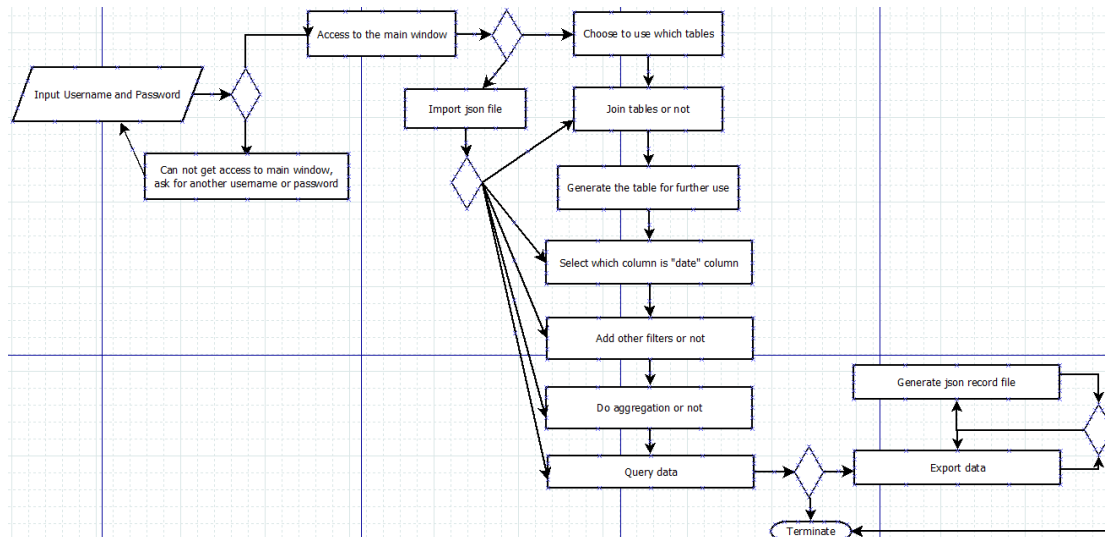 Access to the main window
Choose to use which tables
Input Username and Password
Import json file
Join tables or not
Can not get access to main window,
ask for another username or password
Generate the table for further use
Select which column is "date" column
Add other filters or not
Generate json record file
Do aggregation or not
Query data
Export data
Terminate